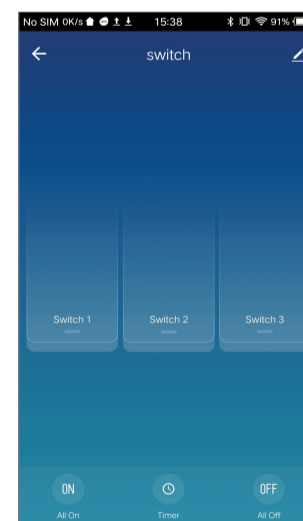 No SIM 0K/s 15:38 91%
switch
Switch 1 Switch 2 Switch 3
ON OFF
All On Timer All Off